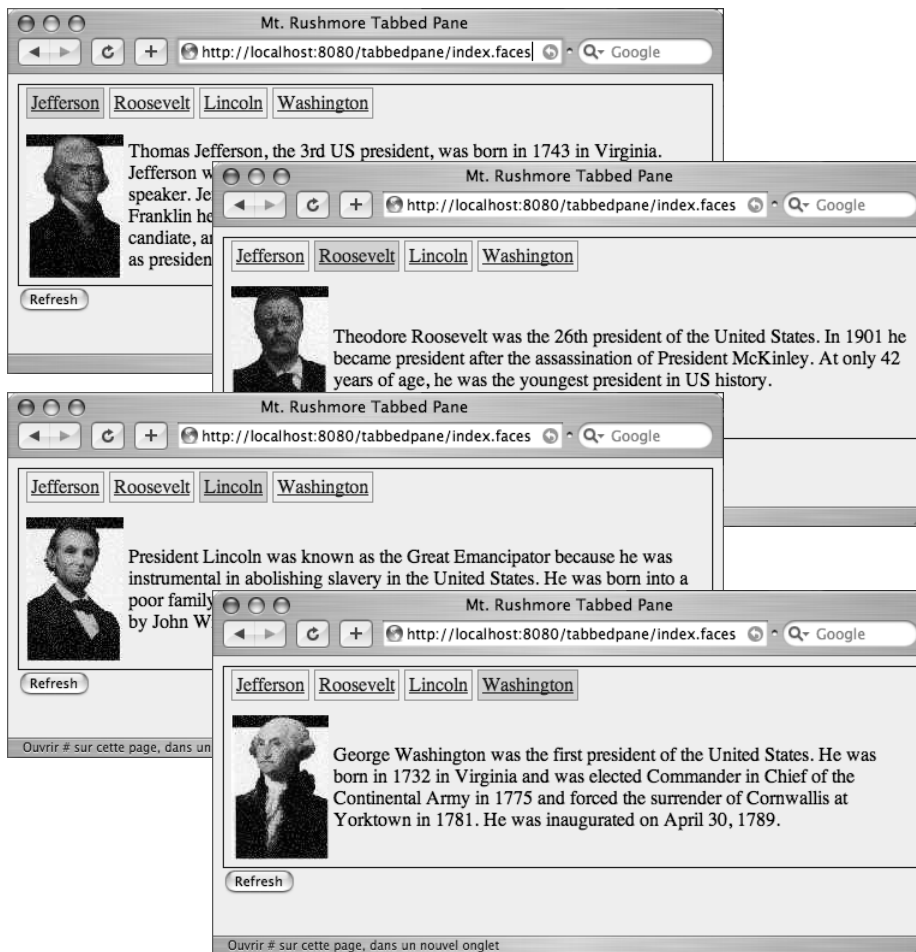 Mt. Rushmore Tabbed Pane
http://localhost:8080/tabbedpane/index.faces
Google
Jefferson Roosevelt Lincoln Washington
Thomas Jefferson, the 3rd US president, was born in 1743 in Virginia.
Jefferson w
speaker. Je
Franklin he
candiate, a
as presiden
Refresh
Mt. Rushmore Tabbed Pane
http://localhost:8080/tabbedpane/index.faces
Google
Jefferson Roosevelt Lincoln Washington
Theodore Roosevelt was the 26th president of the United States. In 1901 he
became president after the assassination of President McKinley. At only 42
years of age, he was the youngest president in US history.
Mt. Rushmore Tabbed Pane
http://localhost:8080/tabbedpane/index.faces
Google
Jefferson Roosevelt Lincoln Washington
President Lincoln was known as the Great Emancipator because he was
instrumental in abolishing slavery in the United States. He was born into a
poor family
by John W
Refresh
Ouvrir # sur cette page, dans un
Mt. Rushmore Tabbed Pane
http://localhost:8080/tabbedpane/index.faces
Google
Jefferson Roosevelt Lincoln Washington
George Washington was the first president of the United States. He was
born in 1732 in Virginia and was elected Commander in Chief of the
Continental Army in 1775 and forced the surrender of Cornwallis at
Yorktown in 1781. He was inaugurated on April 30, 1789.
Refresh
Ouvrir # sur cette page, dans un nouvel onglet